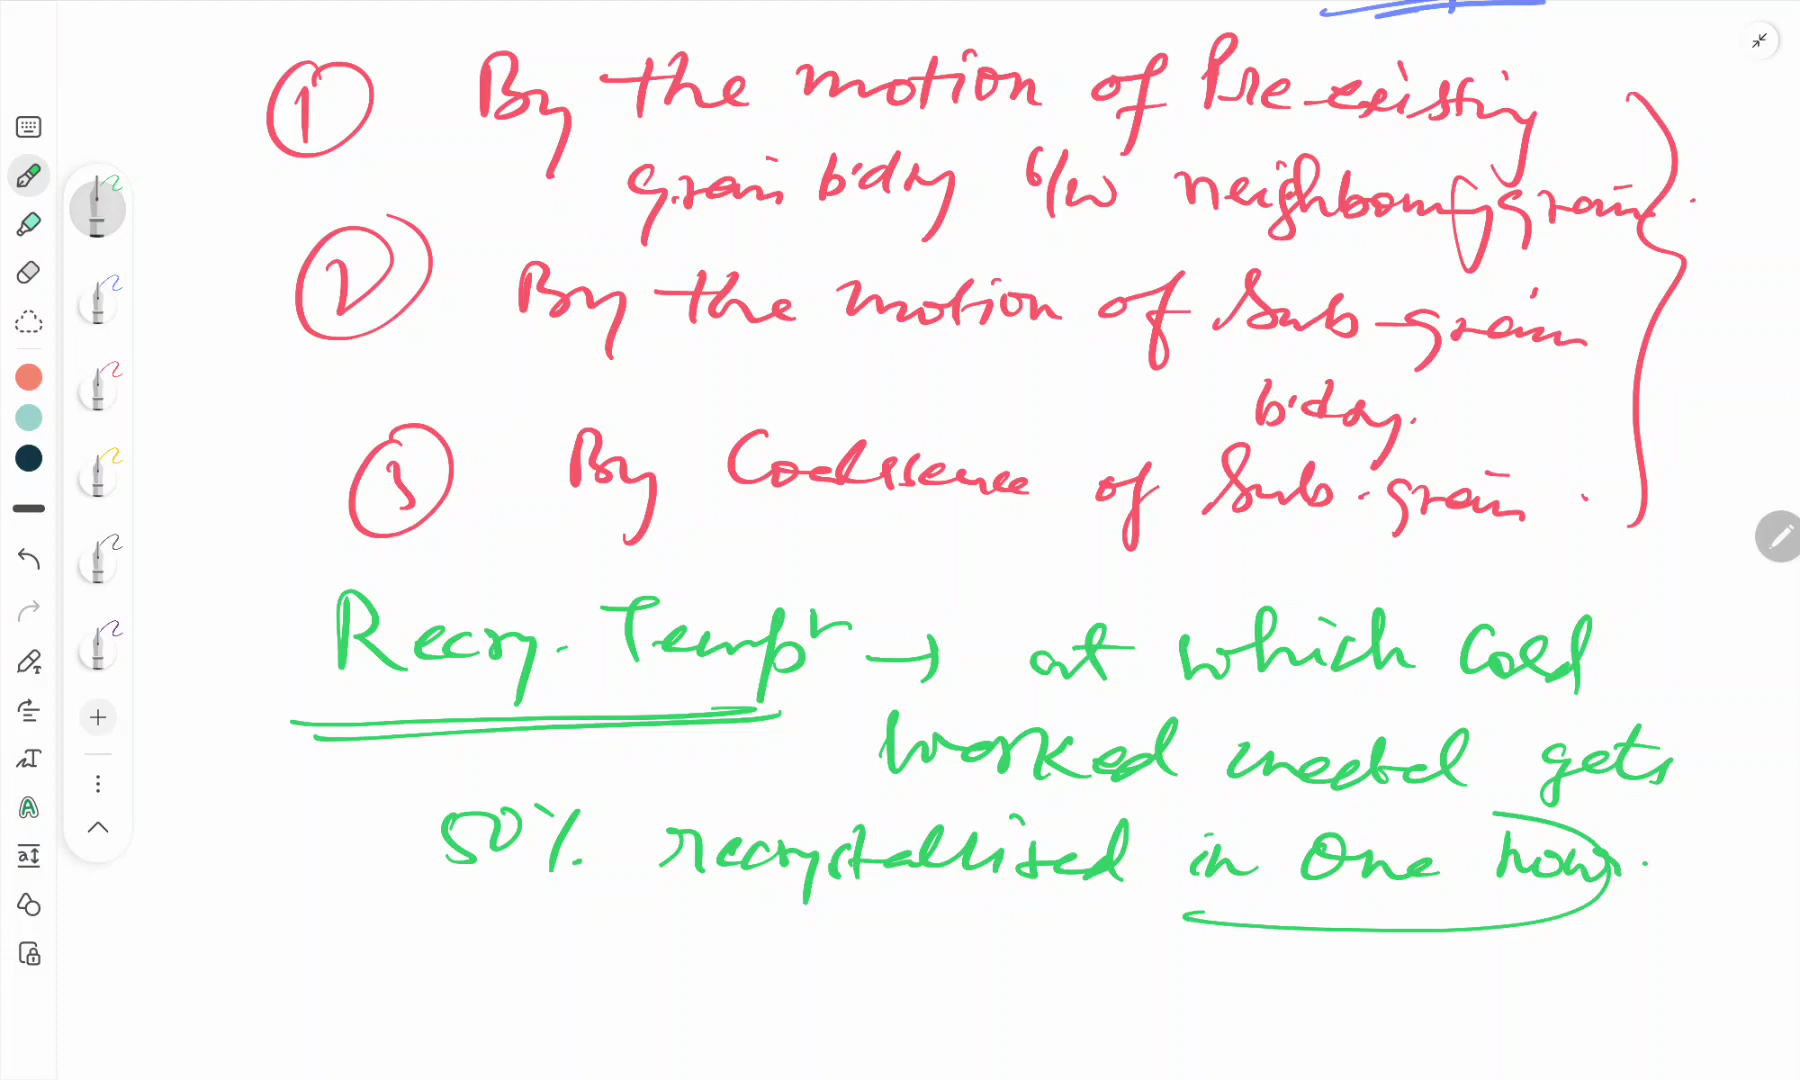 ① By the motion of Pre-existing
grain b'dry b/w neighbouring grain.
② By the motion of Sub-grain
b'dry.
③ By Coalissence of Sub-grain.
Recry. Tempr → at which Cold
worked metal gets
50% recrystallised in one hour.